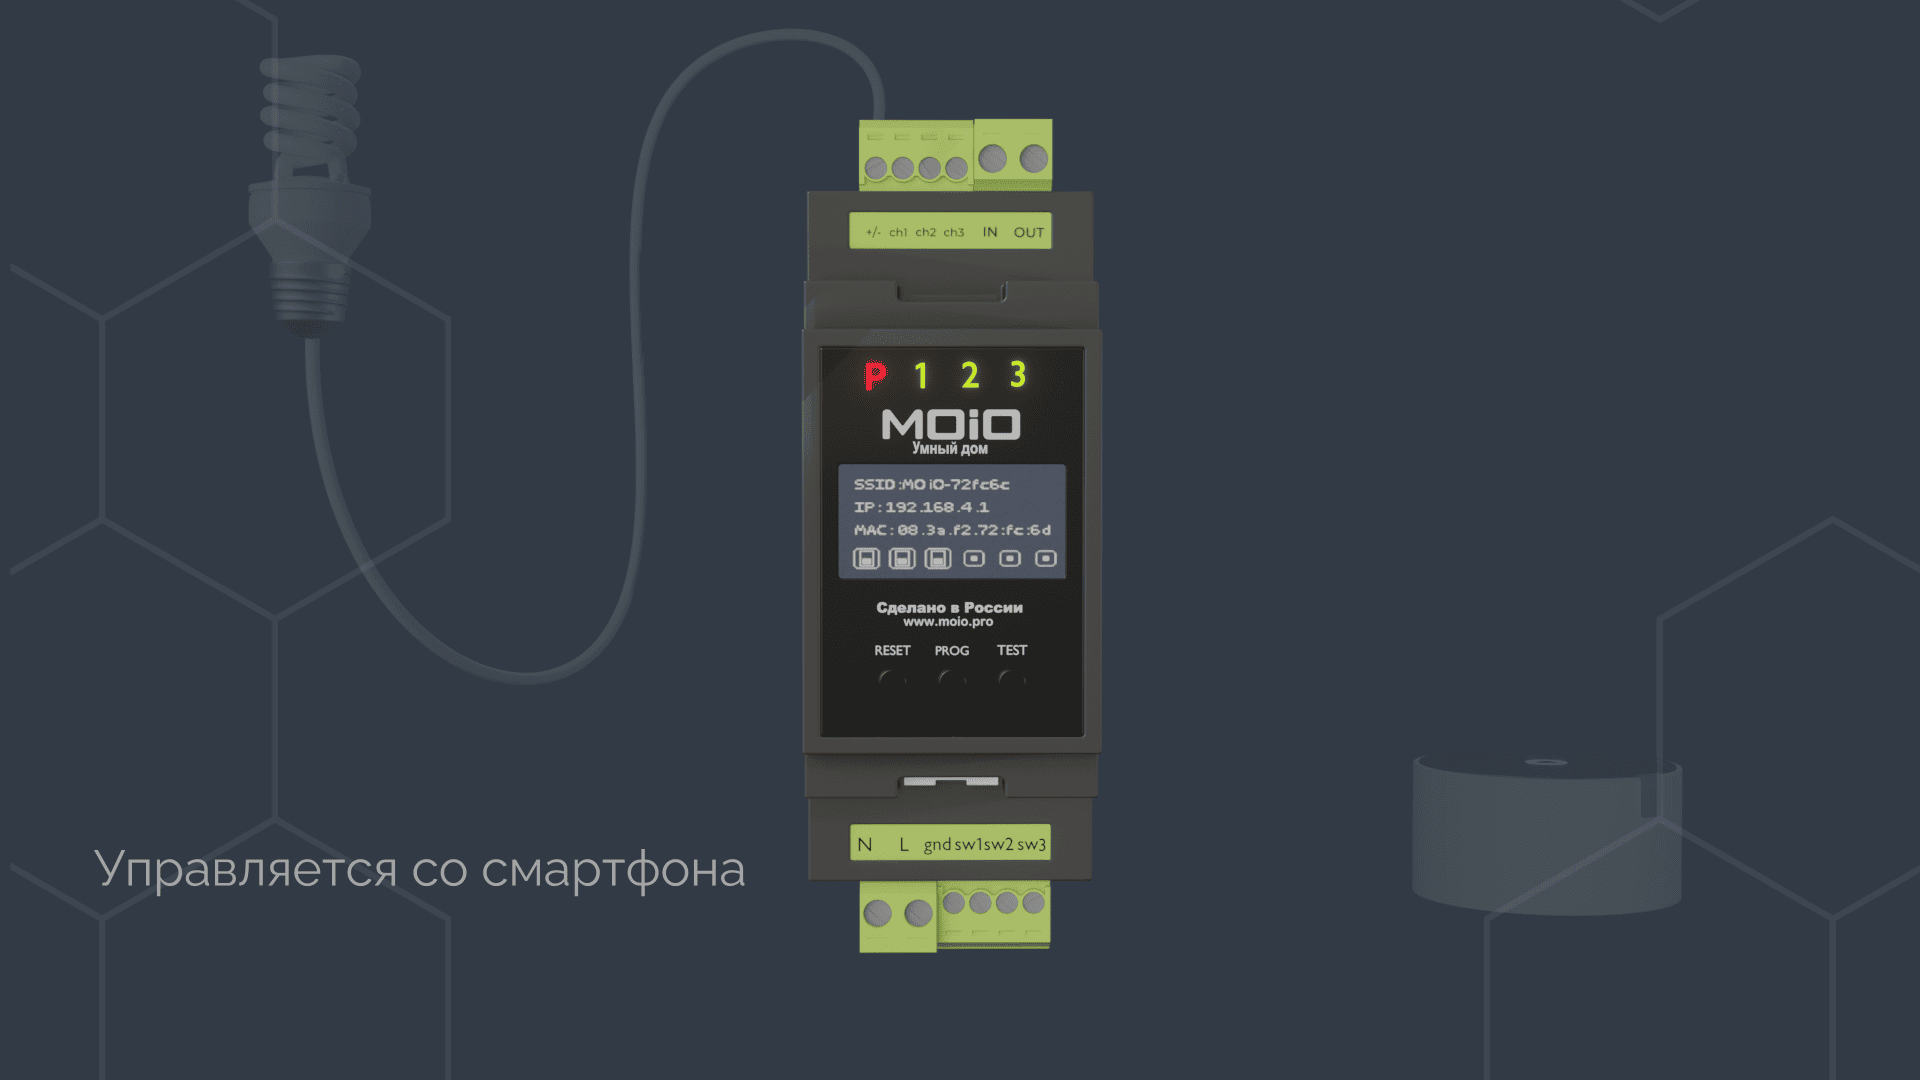 +/- ch1 ch2 ch3 IN OUT
P 1 2 3
MOiO
Умный дом
SSID:MOiO-72fc6c
IP:192.168.4.1
MAC:08.3a.f2.72:fc:6d
Сделано в России
www.moio.pro
RESET PROG TEST
N L gnd sw1 sw2 sw3
Управляется со смартфона